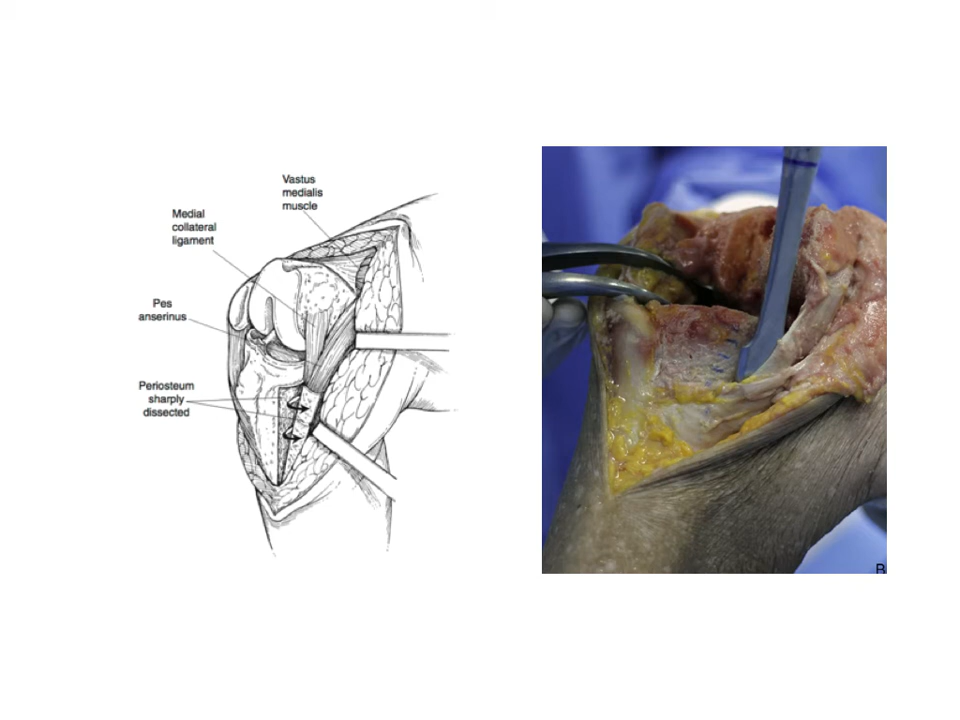 Vastus
medialis
muscle
Medial
collateral
ligament
Pes
anserinus
Periosteum
sharply
dissected
B